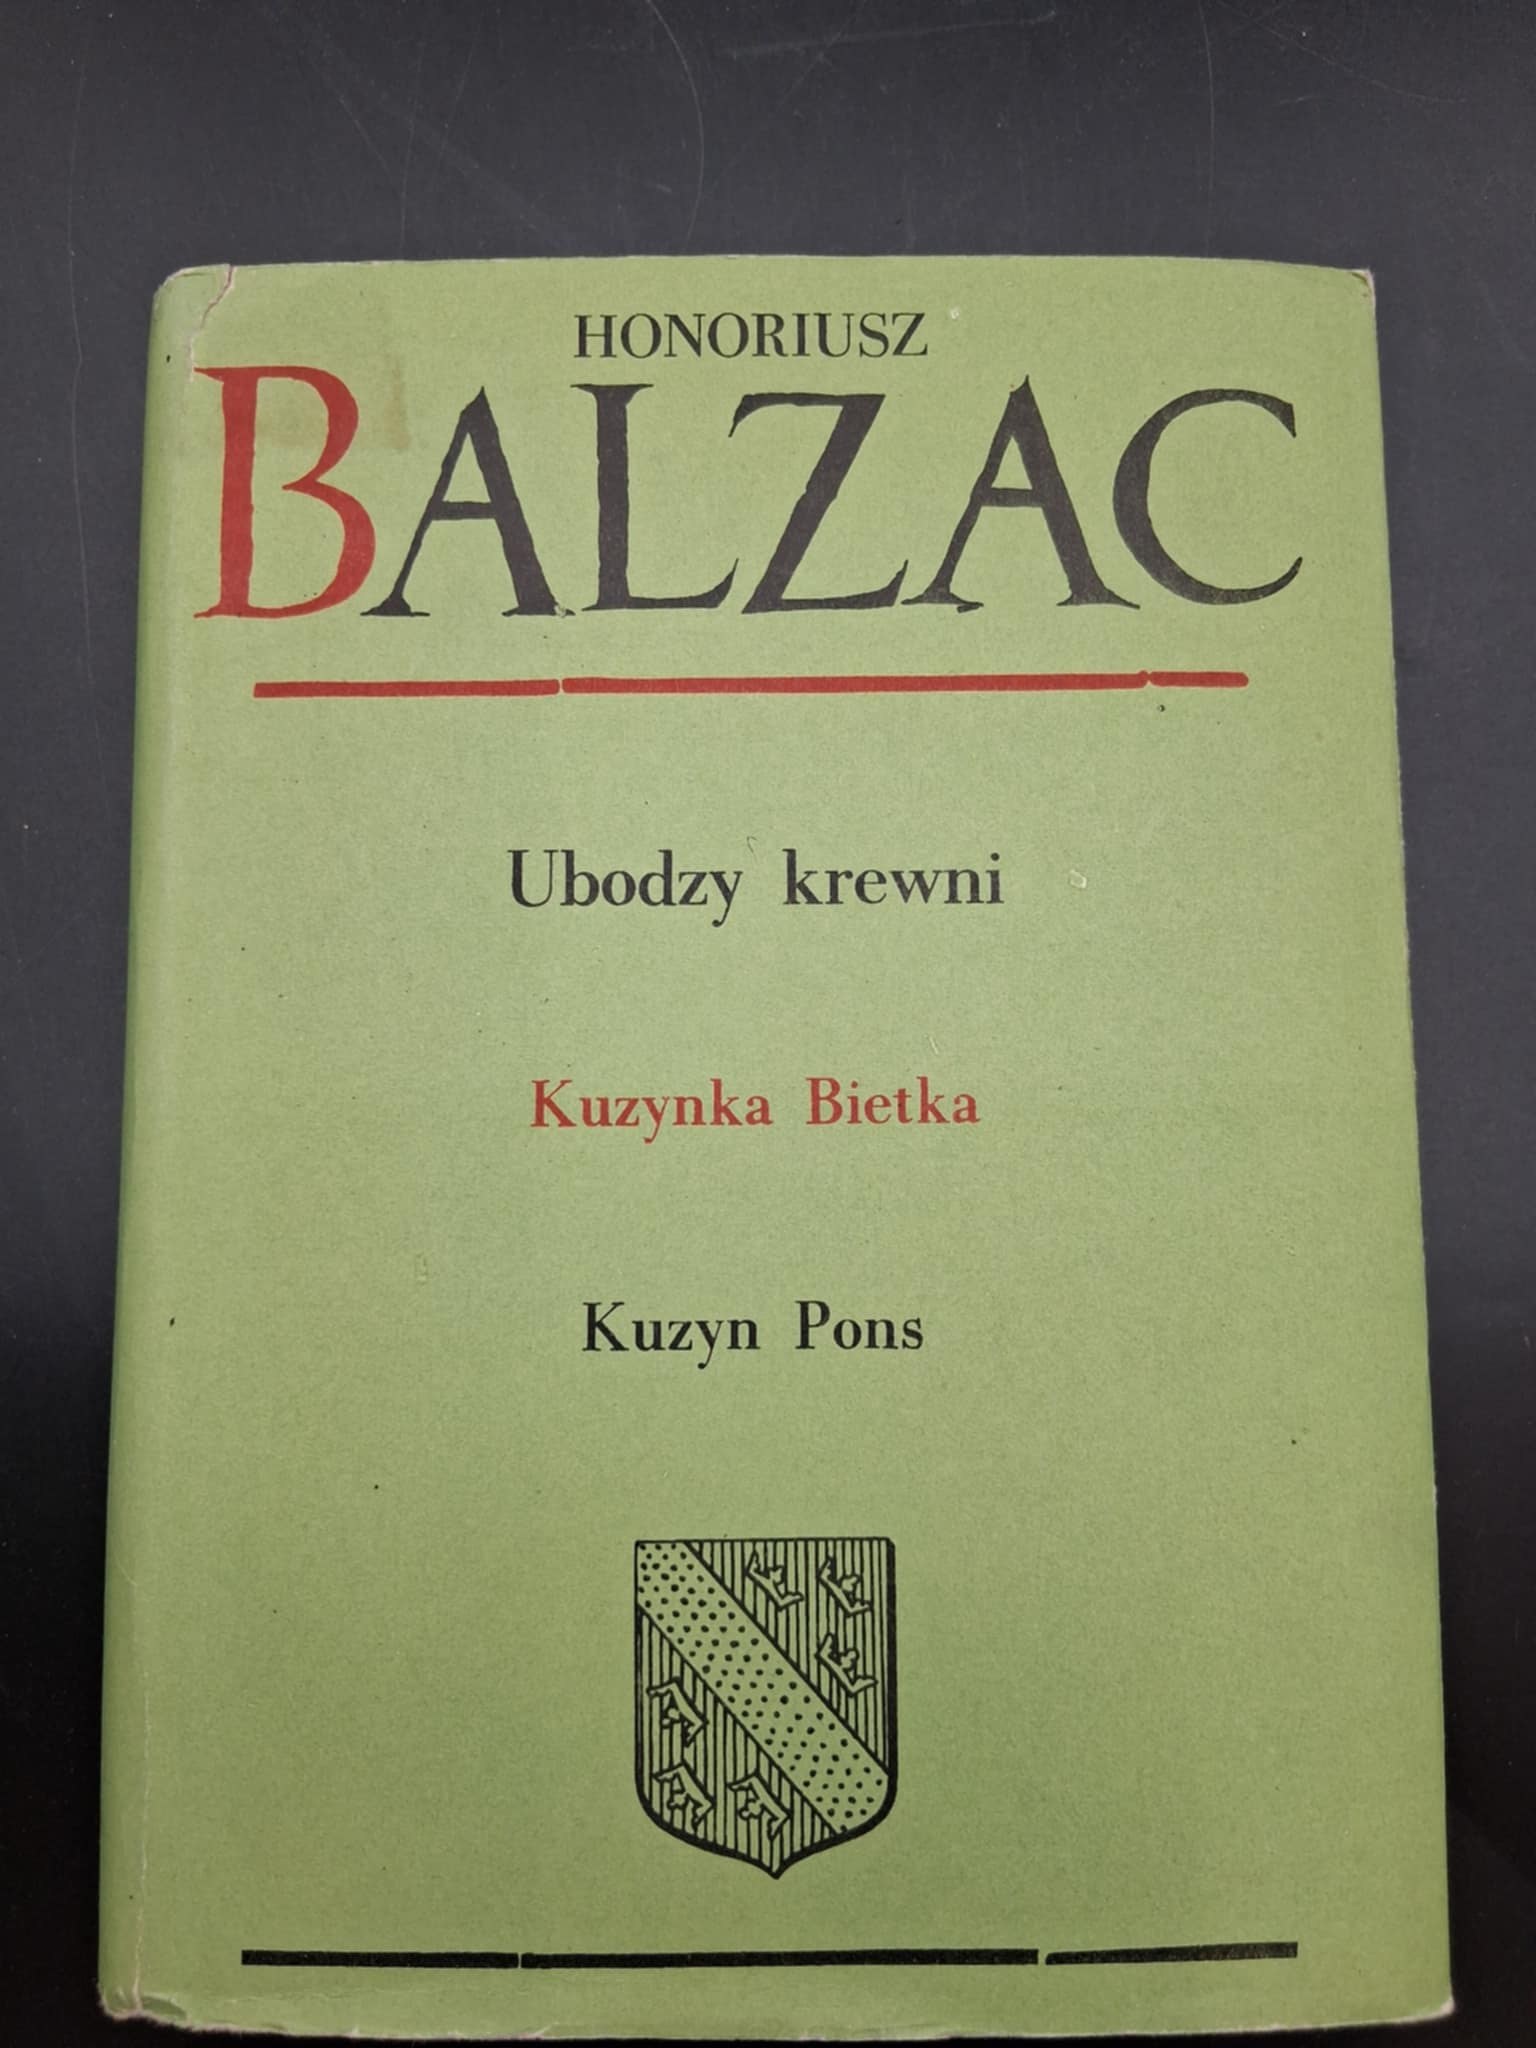 HONORIUSZ
BALZAC
Ubodzy krewni
Kuzynka Bietka
Kuzyn Pons